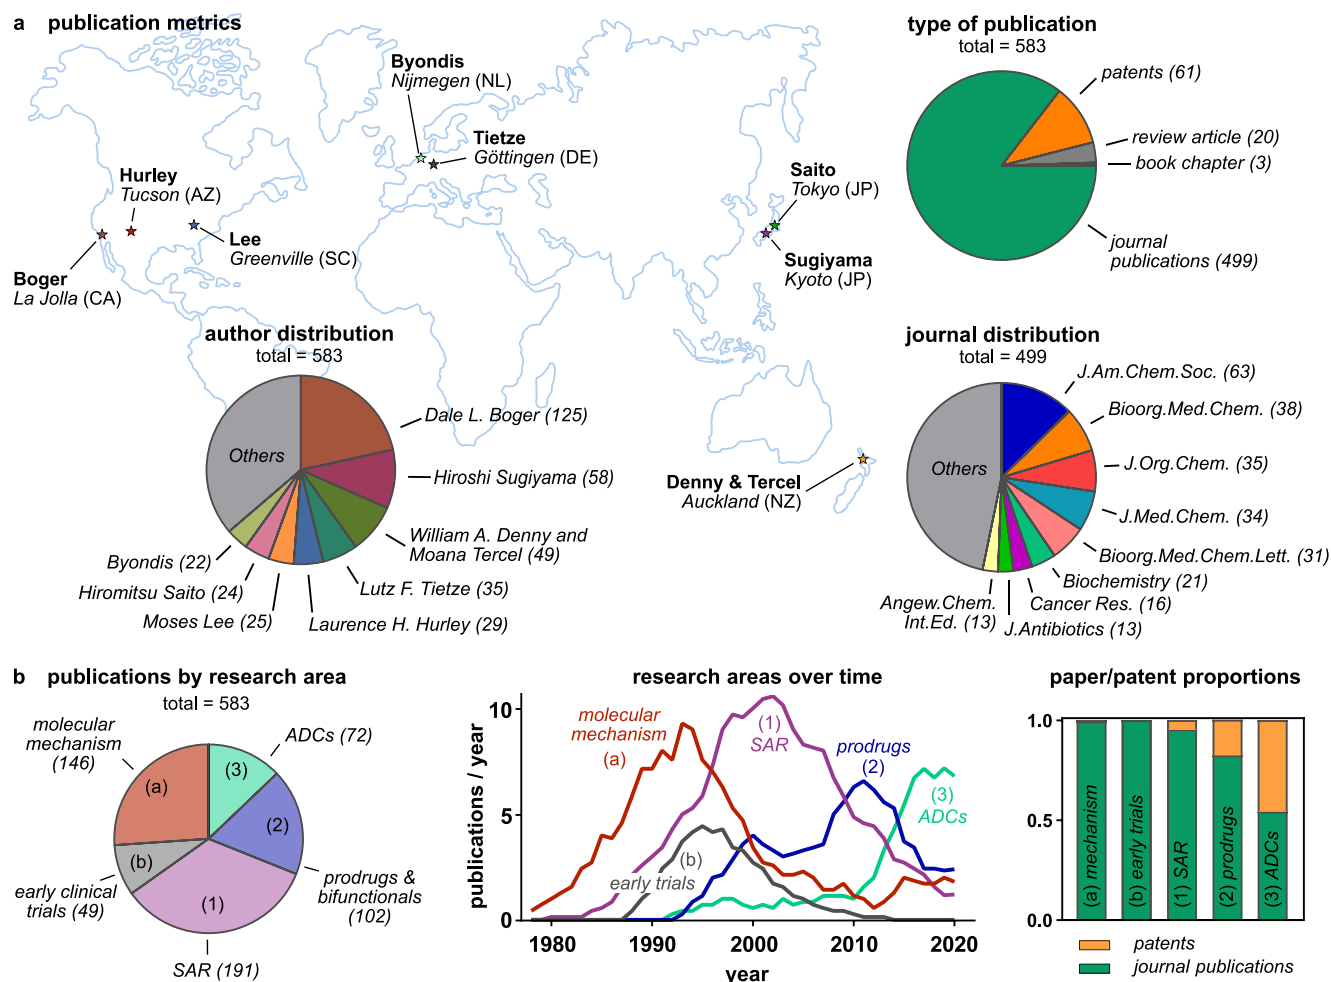 a publication metrics
Byondis
Nijmegen (NL)
Tietze
Göttingen (DE)
Hurley
Tucson (AZ)
Lee
Greenville (SC)
Boger
La Jolla (CA)
Saito
Tokyo (JP)
Sugiyama
Kyoto (JP)
Denny & Tercel
Auckland (NZ)
type of publication
total = 583
patents (61)
review article (20)
book chapter (3)
journal
publications (499)
author distribution
total = 583
Others
Dale L. Boger (125)
Hiroshi Sugiyama (58)
William A. Denny and
Moana Tercel (49)
Lutz F. Tietze (35)
Laurence H. Hurley (29)
Moses Lee (25)
Hiromitsu Saito (24)
Byondis (22)
journal distribution
total = 499
Others
J.Am.Chem.Soc. (63)
Bioorg.Med.Chem. (38)
J.Org.Chem. (35)
J.Med.Chem. (34)
Bioorg.Med.Chem.Lett. (31)
Biochemistry (21)
Cancer Res. (16)
J.Antibiotics (13)
Angew.Chem.
Int.Ed. (13)
b publications by research area
total = 583
molecular
mechanism
(146)
ADCs (72)
(a)
(3)
(2)
(b)
(1)
early clinical
trials (49)
prodrugs &
bifunctionals
(102)
SAR (191)
research areas over time
publications / year
10
5
0
molecular
mechanism
(a)
(1)
SAR
prodrugs
(2)
(3)
ADCs
(b)
early trials
1980
1990
2000
2010
2020
year
paper/patent proportions
1.0
0.5
0.0
(a) mechanism
(b) early trials
(1) SAR
(2) prodrugs
(3) ADCs
patents
journal publications